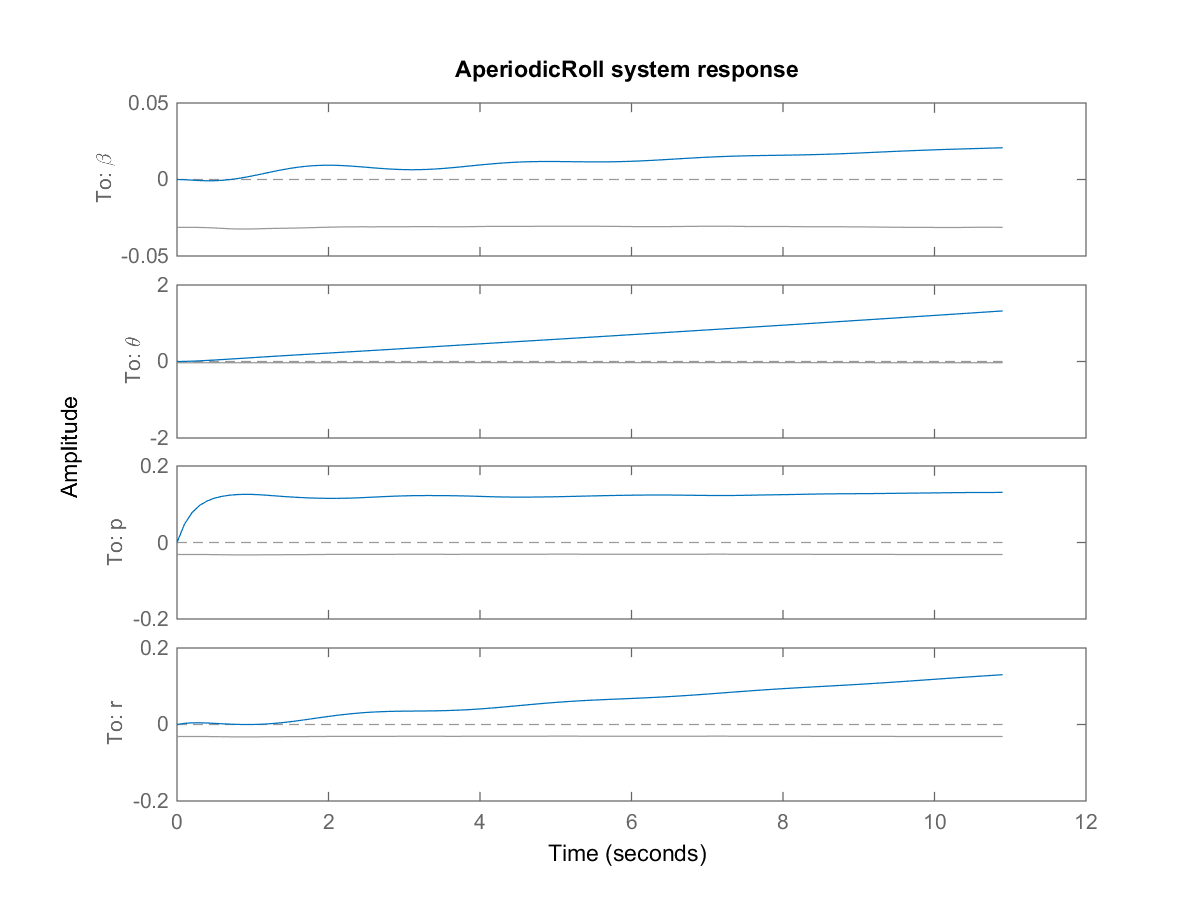 AperiodicRoll system response
0.05
To: β
0
-0.05
2
To: θ
0
-2
Amplitude
0.2
To: p
0
-0.2
0.2
To: r
0
-0.2
0 2 4 6 8 10 12
Time (seconds)